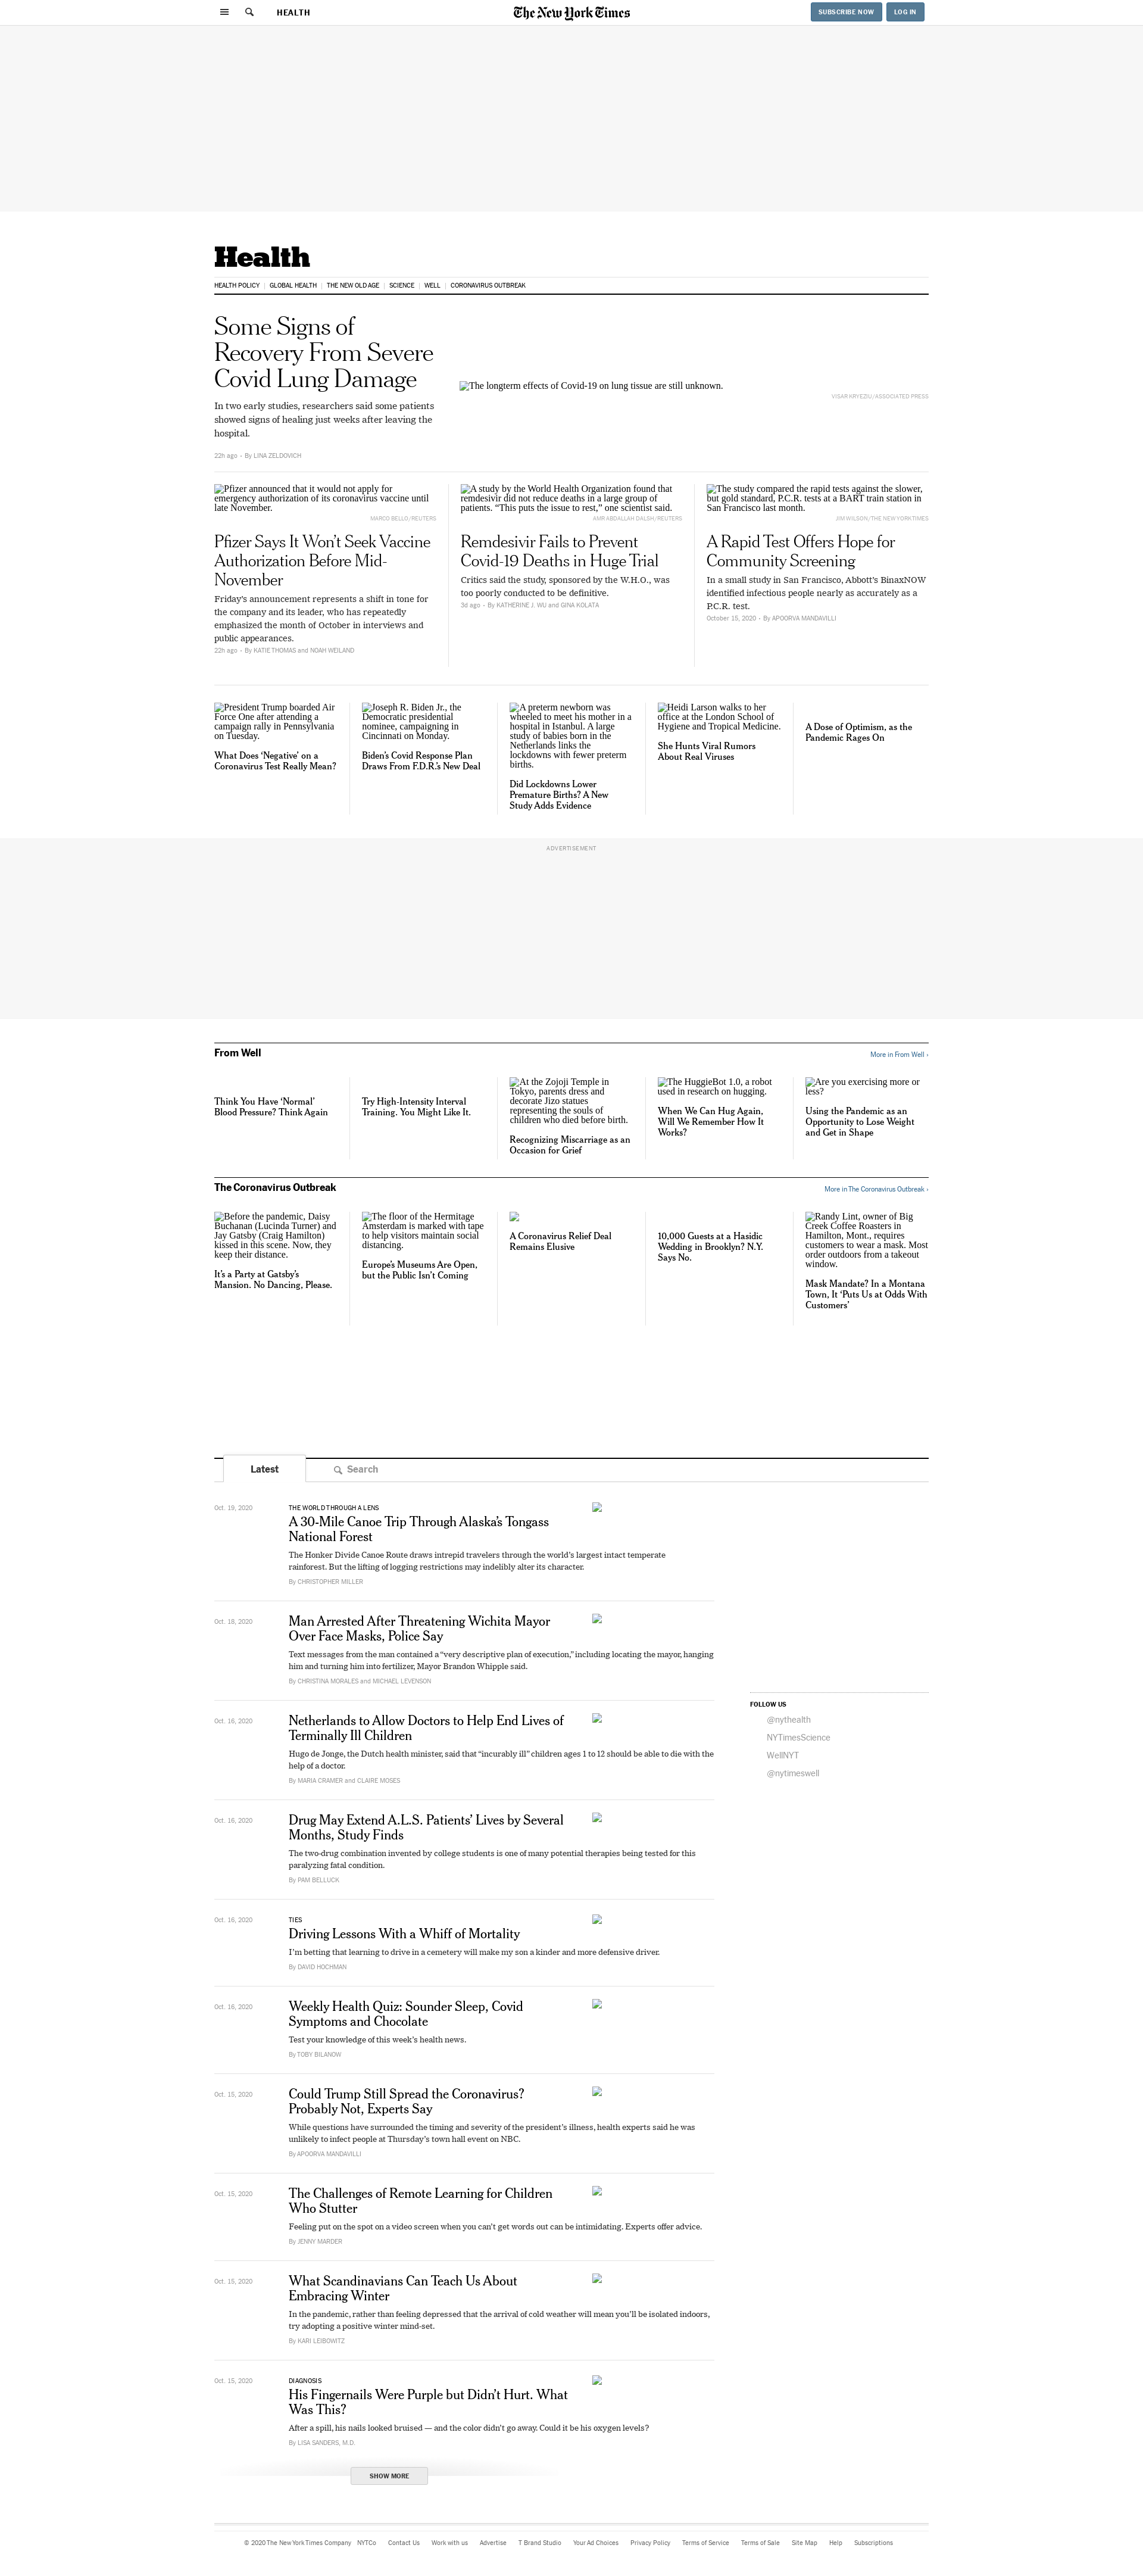 HEALTH
The New York Times
SUBSCRIBE NOW
LOG IN
Health
HEALTH POLICY
GLOBAL HEALTH
THE NEW OLD AGE
SCIENCE
WELL
CORONAVIRUS OUTBREAK
Some Signs of
Recovery From Severe
Covid Lung Damage
In two early studies, researchers said some patients
showed signs of healing just weeks after leaving the
hospital.
22h ago • By LINA ZELDOVICH
The longterm effects of Covid-19 on lung tissue are still unknown.
VISAR KRYEZIU/ASSOCIATED PRESS
Pfizer announced that it would not apply for
emergency authorization of its coronavirus vaccine until
late November.
MARCO BELLO/REUTERS
Pfizer Says It Won’t Seek Vaccine
Authorization Before Mid-
November
Friday’s announcement represents a shift in tone for
the company and its leader, who has repeatedly
emphasized the month of October in interviews and
public appearances.
22h ago • By KATIE THOMAS and NOAH WEILAND
A study by the World Health Organization found that
remdesivir did not reduce deaths in a large group of
patients. “This puts the issue to rest,” one scientist said.
AMR ABDALLAH DALSH/REUTERS
Remdesivir Fails to Prevent
Covid-19 Deaths in Huge Trial
Critics said the study, sponsored by the W.H.O., was
too poorly conducted to be definitive.
3d ago • By KATHERINE J. WU and GINA KOLATA
The study compared the rapid tests against the slower,
but gold standard, P.C.R. tests at a BART train station in
San Francisco last month.
JIM WILSON/THE NEW YORK TIMES
A Rapid Test Offers Hope for
Community Screening
In a small study in San Francisco, Abbott’s BinaxNOW
identified infectious people nearly as accurately as a
P.C.R. test.
October 15, 2020 • By APOORVA MANDAVILLI
President Trump boarded Air
Force One after attending a
campaign rally in Pennsylvania
on Tuesday.
What Does ‘Negative’ on a
Coronavirus Test Really Mean?
Joseph R. Biden Jr., the
Democratic presidential
nominee, campaigning in
Cincinnati on Monday.
Biden’s Covid Response Plan
Draws From F.D.R.’s New Deal
A preterm newborn was
wheeled to meet his mother in a
hospital in Istanbul. A large
study of babies born in the
Netherlands links the
lockdowns with fewer preterm
births.
Did Lockdowns Lower
Premature Births? A New
Study Adds Evidence
Heidi Larson walks to her
office at the London School of
Hygiene and Tropical Medicine.
She Hunts Viral Rumors
About Real Viruses
A Dose of Optimism, as the
Pandemic Rages On
ADVERTISEMENT
From Well
More in From Well ›
Think You Have ‘Normal’
Blood Pressure? Think Again
Try High-Intensity Interval
Training. You Might Like It.
At the Zojoji Temple in
Tokyo, parents dress and
decorate Jizo statues
representing the souls of
children who died before birth.
Recognizing Miscarriage as an
Occasion for Grief
The HuggieBot 1.0, a robot
used in research on hugging.
When We Can Hug Again,
Will We Remember How It
Works?
Are you exercising more or
less?
Using the Pandemic as an
Opportunity to Lose Weight
and Get in Shape
The Coronavirus Outbreak
More in The Coronavirus Outbreak ›
Before the pandemic, Daisy
Buchanan (Lucinda Turner) and
Jay Gatsby (Craig Hamilton)
kissed in this scene. Now, they
keep their distance.
It’s a Party at Gatsby’s
Mansion. No Dancing, Please.
The floor of the Hermitage
Amsterdam is marked with tape
to help visitors maintain social
distancing.
Europe’s Museums Are Open,
but the Public Isn’t Coming
A Coronavirus Relief Deal
Remains Elusive
10,000 Guests at a Hasidic
Wedding in Brooklyn? N.Y.
Says No.
Randy Lint, owner of Big
Creek Coffee Roasters in
Hamilton, Mont., requires
customers to wear a mask. Most
order outdoors from a takeout
window.
Mask Mandate? In a Montana
Town, It ‘Puts Us at Odds With
Customers’
Latest
Search
Oct. 19, 2020
THE WORLD THROUGH A LENS
A 30-Mile Canoe Trip Through Alaska’s Tongass
National Forest
The Honker Divide Canoe Route draws intrepid travelers through the world’s largest intact temperate
rainforest. But the lifting of logging restrictions may indelibly alter its character.
By CHRISTOPHER MILLER
Oct. 18, 2020
Man Arrested After Threatening Wichita Mayor
Over Face Masks, Police Say
Text messages from the man contained a “very descriptive plan of execution,” including locating the mayor, hanging
him and turning him into fertilizer, Mayor Brandon Whipple said.
By CHRISTINA MORALES and MICHAEL LEVENSON
Oct. 16, 2020
Netherlands to Allow Doctors to Help End Lives of
Terminally Ill Children
Hugo de Jonge, the Dutch health minister, said that “incurably ill” children ages 1 to 12 should be able to die with the
help of a doctor.
By MARIA CRAMER and CLAIRE MOSES
Oct. 16, 2020
Drug May Extend A.L.S. Patients’ Lives by Several
Months, Study Finds
The two-drug combination invented by college students is one of many potential therapies being tested for this
paralyzing fatal condition.
By PAM BELLUCK
Oct. 16, 2020
TIES
Driving Lessons With a Whiff of Mortality
I’m betting that learning to drive in a cemetery will make my son a kinder and more defensive driver.
By DAVID HOCHMAN
Oct. 16, 2020
Weekly Health Quiz: Sounder Sleep, Covid
Symptoms and Chocolate
Test your knowledge of this week’s health news.
By TOBY BILANOW
Oct. 15, 2020
Could Trump Still Spread the Coronavirus?
Probably Not, Experts Say
While questions have surrounded the timing and severity of the president’s illness, health experts said he was
unlikely to infect people at Thursday’s town hall event on NBC.
By APOORVA MANDAVILLI
Oct. 15, 2020
The Challenges of Remote Learning for Children
Who Stutter
Feeling put on the spot on a video screen when you can’t get words out can be intimidating. Experts offer advice.
By JENNY MARDER
Oct. 15, 2020
What Scandinavians Can Teach Us About
Embracing Winter
In the pandemic, rather than feeling depressed that the arrival of cold weather will mean you’ll be isolated indoors,
try adopting a positive winter mind-set.
By KARI LEIBOWITZ
Oct. 15, 2020
DIAGNOSIS
His Fingernails Were Purple but Didn’t Hurt. What
Was This?
After a spill, his nails looked bruised — and the color didn’t go away. Could it be his oxygen levels?
By LISA SANDERS, M.D.
SHOW MORE
FOLLOW US
@nythealth
NYTimesScience
WellNYT
@nytimeswell
© 2020 The New York Times Company
NYTCo
Contact Us
Work with us
Advertise
T Brand Studio
Your Ad Choices
Privacy Policy
Terms of Service
Terms of Sale
Site Map
Help
Subscriptions